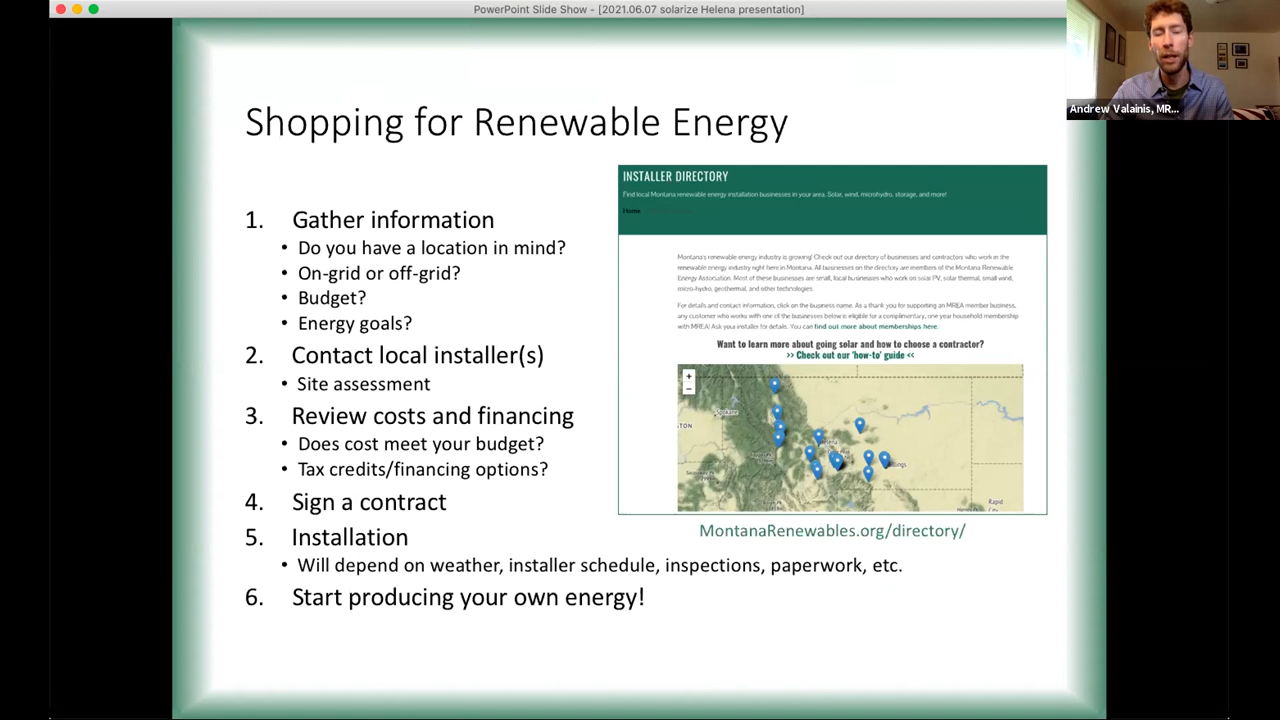 PowerPoint Slide Show - [2021.06.07 solarize Helena presentation]
Andrew Valainis, MR...
Shopping for Renewable Energy
1. Gather information
• Do you have a location in mind?
• On-grid or off-grid?
• Budget?
• Energy goals?
2. Contact local installer(s)
• Site assessment
3. Review costs and financing
• Does cost meet your budget?
• Tax credits/financing options?
4. Sign a contract
5. Installation
• Will depend on weather, installer schedule, inspections, paperwork, etc.
6. Start producing your own energy!
INSTALLER DIRECTORY
Find local Montana renewable energy installation businesses in your area. Solar, wind, microhydro, storage, and more!
Home
Montana's renewable energy industry is growing! Check out our directory of businesses and contractors who work in the
renewable energy industry right here in Montana. All businesses on the directory are members of the Montana Renewable
Energy Association. Most of these businesses are small, local businesses who work on solar PV, solar thermal, small wind,
micro-hydro, geothermal, and other technologies.
For details and contact information, click on the business name. As a thank you for supporting an MREA member business,
any customer who works with one of the businesses below is eligible for a complimentary, one year household membership
with MREA! Ask your installer for details. You can find out more about memberships here.
Want to learn more about going solar and how to choose a contractor?
>> Check out our 'how-to' guide <<
+
−
Spokane
TON
Helena
ings
Rapid
City
MontanaRenewables.org/directory/